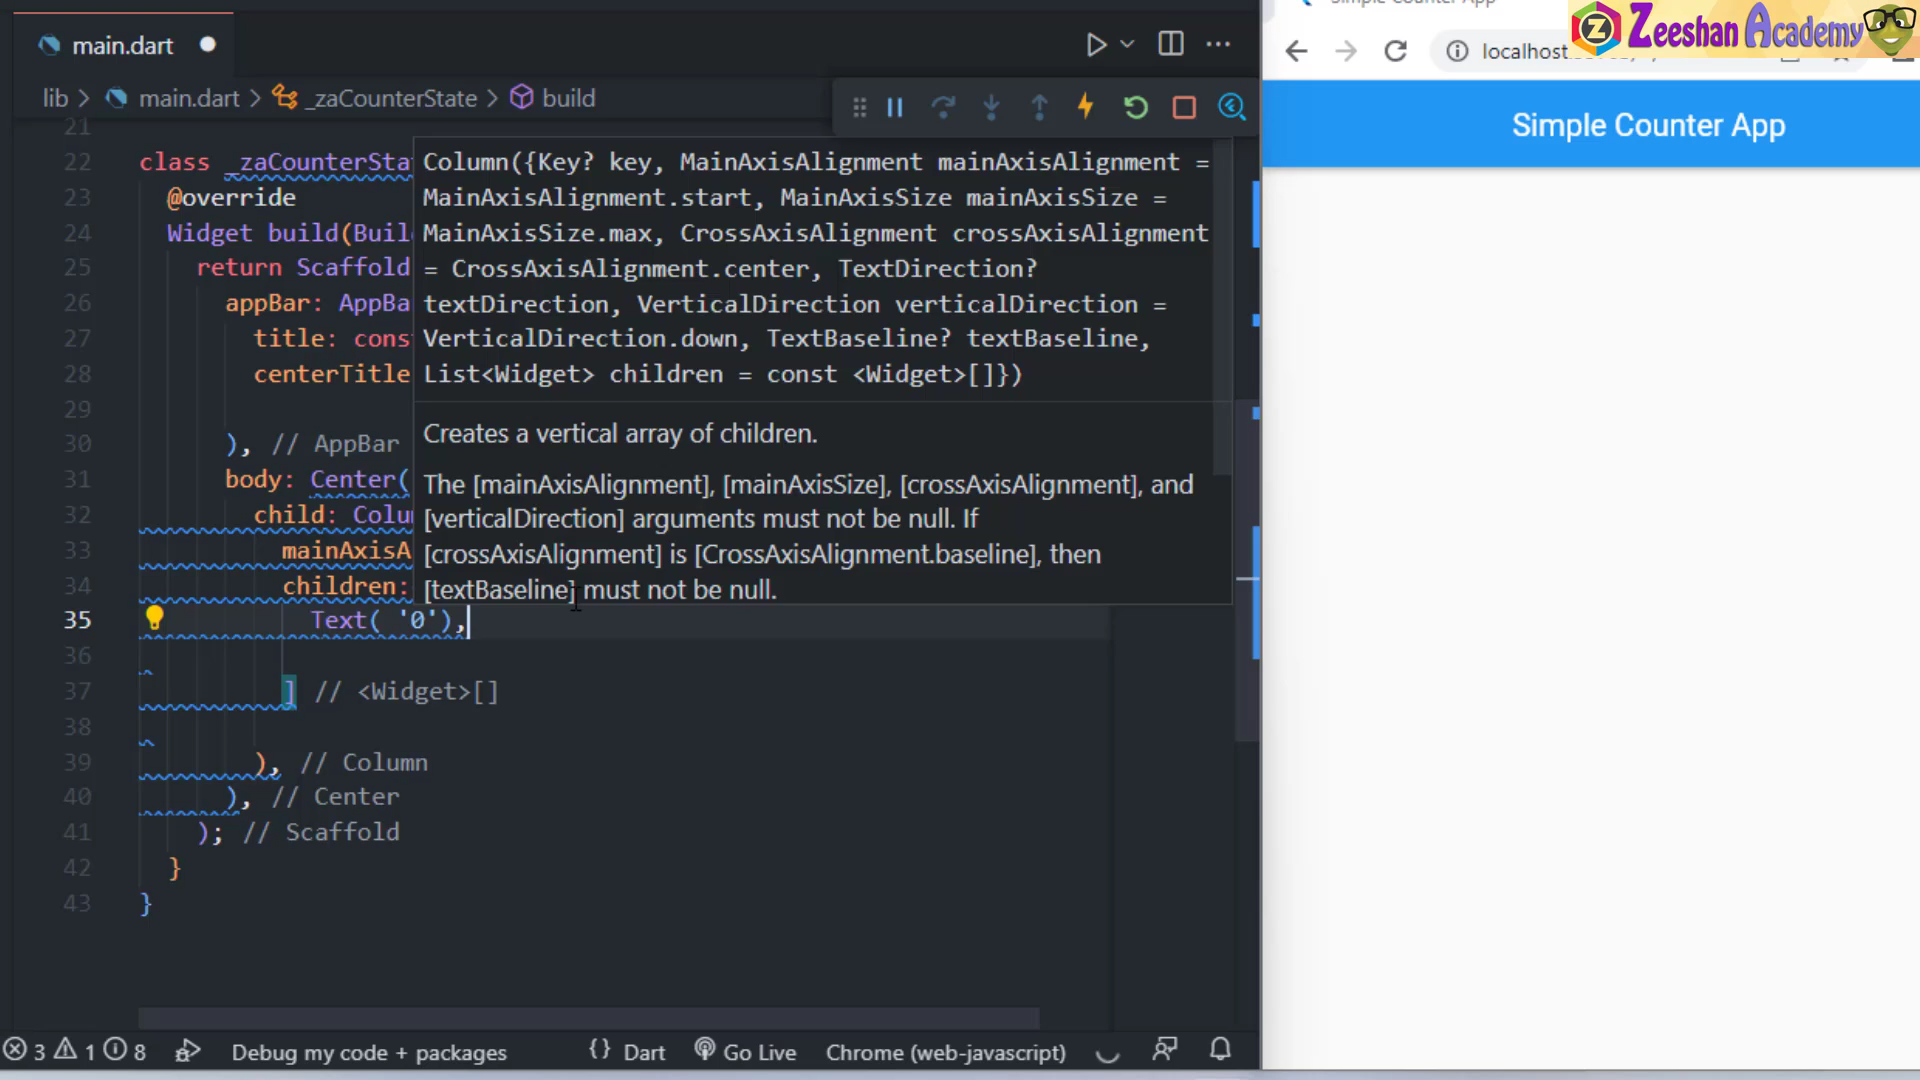 main.dart
lib > main.dart > _zaCounterState > build
21
22 class _zaCounterSta
23 @override
24 Widget build(Buil
25 return Scaffold
26 appBar: AppBa
27 title: cons
28 centerTitle
29
30 ), // AppBar
31 body: Center(
32 child: Colu
33 mainAxisA
34 children:
35 Text( '0'),
36
37 ] // <Widget>[]
38
39 ), // Column
40 ), // Center
41 ); // Scaffold
42 }
43 }
Column({Key? key, MainAxisAlignment mainAxisAlignment =
MainAxisAlignment.start, MainAxisSize mainAxisSize =
MainAxisSize.max, CrossAxisAlignment crossAxisAlignment
= CrossAxisAlignment.center, TextDirection?
textDirection, VerticalDirection verticalDirection =
VerticalDirection.down, TextBaseline? textBaseline,
List<Widget> children = const <Widget>[]})
Creates a vertical array of children.
The [mainAxisAlignment], [mainAxisSize], [crossAxisAlignment], and
[verticalDirection] arguments must not be null. If
[crossAxisAlignment] is [CrossAxisAlignment.baseline], then
[textBaseline] must not be null.
3 1 8 Debug my code + packages {} Dart Go Live Chrome (web-javascript)
Simple Counter App
localhost:
Z Zeeshan Academy
Simple Counter App